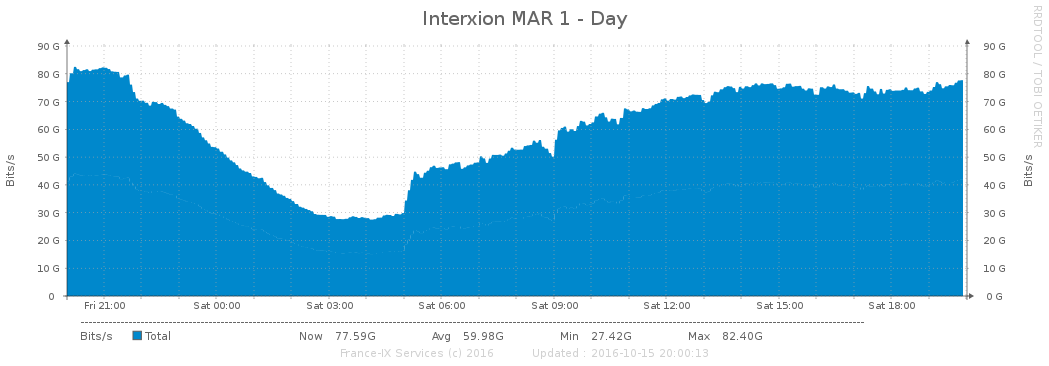 Interxion MAR 1 - Day
RRDTOOL / TOBI OETIKER
Bits/s
Bits/s
90 G 90 G
80 G 80 G
70 G 70 G
60 G 60 G
50 G 50 G
40 G 40 G
30 G 30 G
20 G 20 G
10 G 10 G
0 0 G
Fri 21:00 Sat 00:00 Sat 03:00 Sat 06:00 Sat 09:00 Sat 12:00 Sat 15:00 Sat 18:00
Bits/s Total Now 77.59G Avg 59.98G Min 27.42G Max 82.40G
France-IX Services (c) 2016 Updated : 2016-10-15 20:00:13